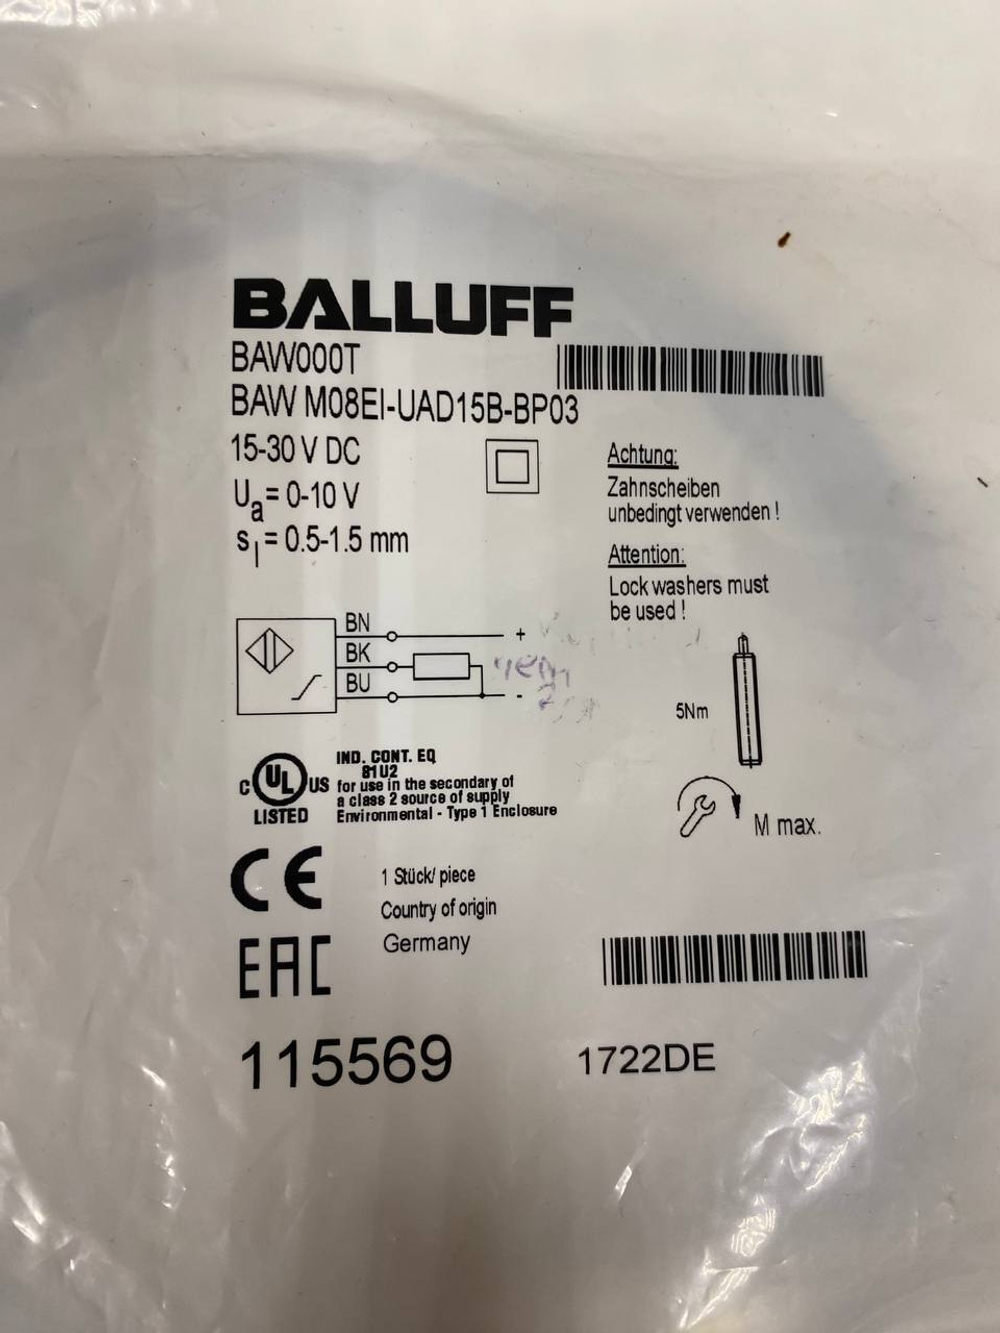 BALLUFF
BAW000T
BAW M08EI-UAD15B-BP03
15-30 V DC
Ua= 0-10 V
sl= 0.5-1.5 mm
Achtung:
Zahnscheiben
unbedingt verwenden !
Attention:
Lock washers must
be used !
BN
+
BK
BU
-
5Nm
M max.
C UL US
LISTED
IND. CONT. EQ
81U2
for use in the secondary of
a class 2 source of supply
Environmental - Type 1 Enclosure
CE
1 Stück/ piece
Country of origin
Germany
EAC
115569
1722DE